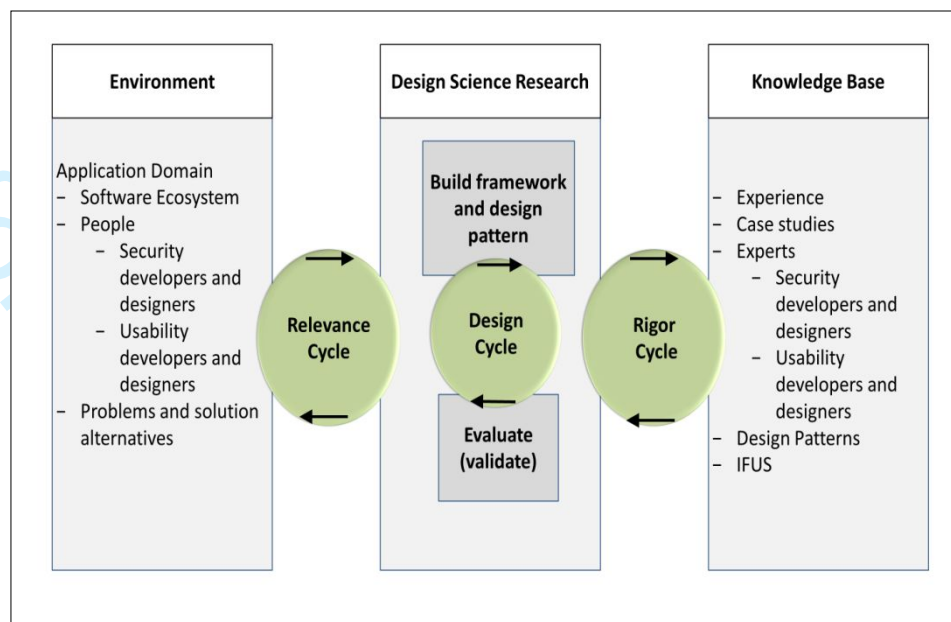 Environment
Application Domain
– Software Ecosystem
– People
– Security
developers and
designers
– Usability
developers and
designers
– Problems and solution
alternatives
Relevance
Cycle
Design Science Research
Build framework
and design
pattern
Design
Cycle
Evaluate
(validate)
Rigor
Cycle
Knowledge Base
– Experience
– Case studies
– Experts
– Security
developers and
designers
– Usability
developers and
designers
– Design Patterns
– IFUS